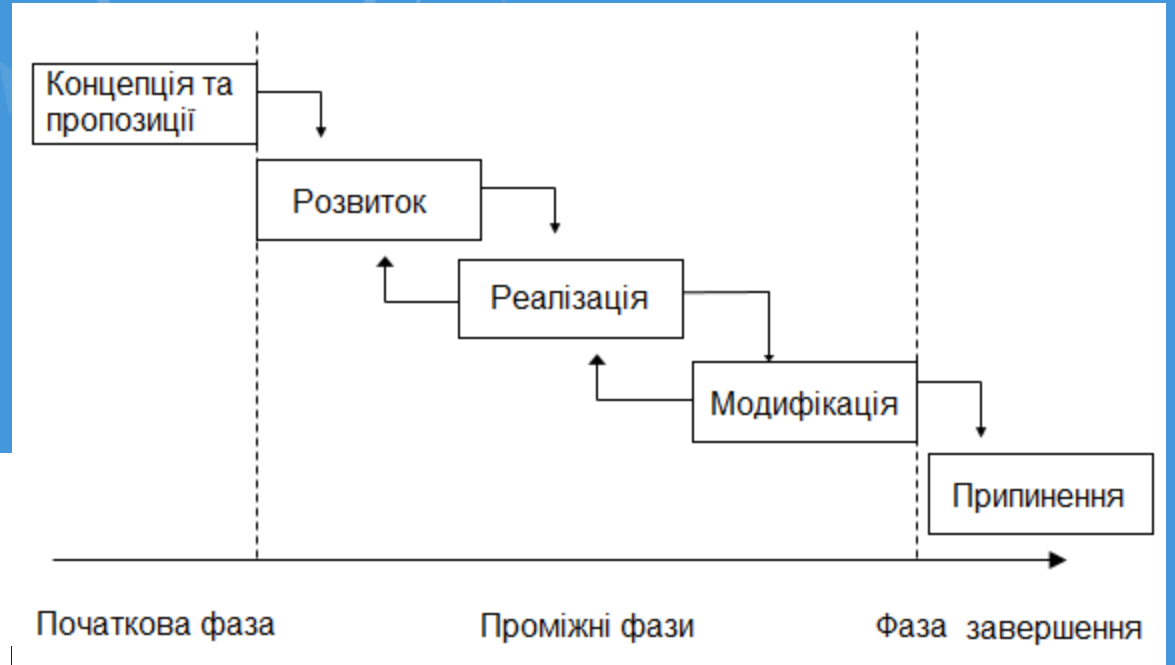 Концепція та
пропозиції
Розвиток
Реалізація
Модифікація
Припинення
Початкова фаза
Проміжні фази
Фаза завершення